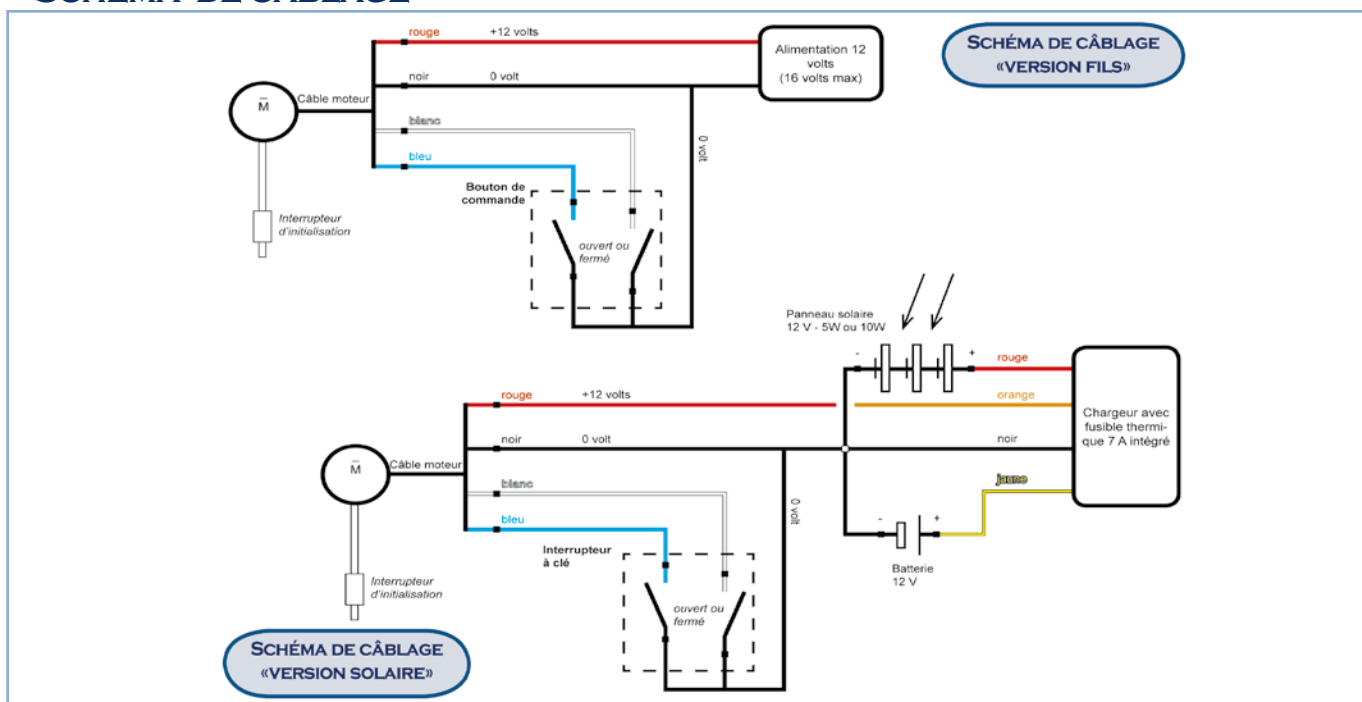 SCHÉMA DE CÂBLAGE
rouge
+12 volts
Alimentation 12
volts
(16 volts max)
SCHÉMA DE CÂBLAGE
«VERSION FILS»
noir
0 volt
M
Câble moteur
blanc
0 volt
bleu
Bouton de
commande
Interrupteur
d'initialisation
ouvert ou
fermé
Panneau solaire
12 V - 5W ou 10W
-
+
rouge
rouge
+12 volts
orange
Chargeur avec
fusible thermi-
que 7 A intégré
noir
0 volt
noir
M
Câble moteur
blanc
jaune
0 volt
bleu
-
+
Interrupteur
à clé
Batterie
12 V
Interrupteur
d'initialisation
ouvert ou
fermé
SCHÉMA DE CÂBLAGE
«VERSION SOLAIRE»